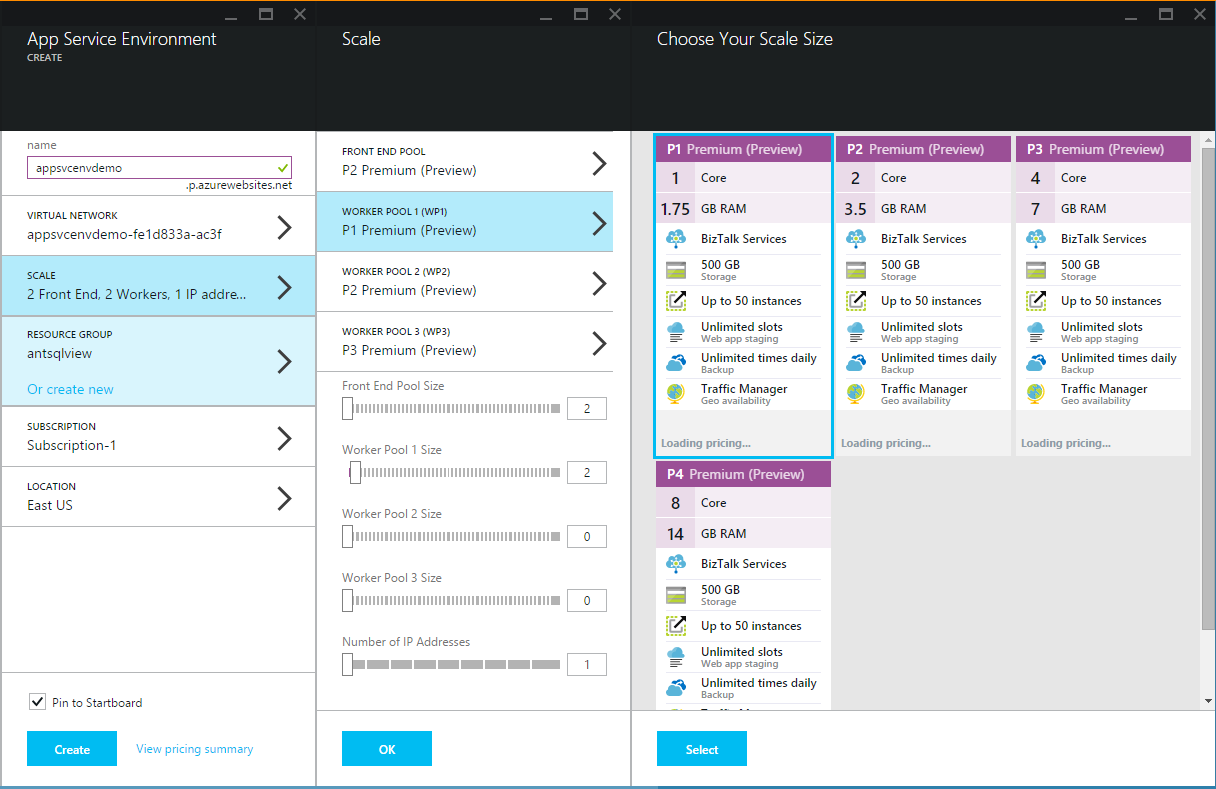 App Service Environment
CREATE
name
appsvcenvdemo
.p.azurewebsites.net
VIRTUAL NETWORK
appsvcenvdemo-fe1d833a-ac3f
SCALE
2 Front End, 2 Workers, 1 IP addre...
RESOURCE GROUP
antsqlview
Or create new
SUBSCRIPTION
Subscription-1
LOCATION
East US
Pin to Startboard
Create
View pricing summary
Scale
FRONT END POOL
P2 Premium (Preview)
WORKER POOL 1 (WP1)
P1 Premium (Preview)
WORKER POOL 2 (WP2)
P2 Premium (Preview)
WORKER POOL 3 (WP3)
P3 Premium (Preview)
Front End Pool Size
2
Worker Pool 1 Size
2
Worker Pool 2 Size
0
Worker Pool 3 Size
0
Number of IP Addresses
1
OK
Choose Your Scale Size
P1 Premium (Preview)
1 Core
1.75 GB RAM
BizTalk Services
500 GB
Storage
Up to 50 instances
Unlimited slots
Web app staging
Unlimited times daily
Backup
Traffic Manager
Geo availability
Loading pricing...
P2 Premium (Preview)
2 Core
3.5 GB RAM
BizTalk Services
500 GB
Storage
Up to 50 instances
Unlimited slots
Web app staging
Unlimited times daily
Backup
Traffic Manager
Geo availability
Loading pricing...
P3 Premium (Preview)
4 Core
7 GB RAM
BizTalk Services
500 GB
Storage
Up to 50 instances
Unlimited slots
Web app staging
Unlimited times daily
Backup
Traffic Manager
Geo availability
Loading pricing...
P4 Premium (Preview)
8 Core
14 GB RAM
BizTalk Services
500 GB
Storage
Up to 50 instances
Unlimited slots
Web app staging
Unlimited times daily
Backup
Select